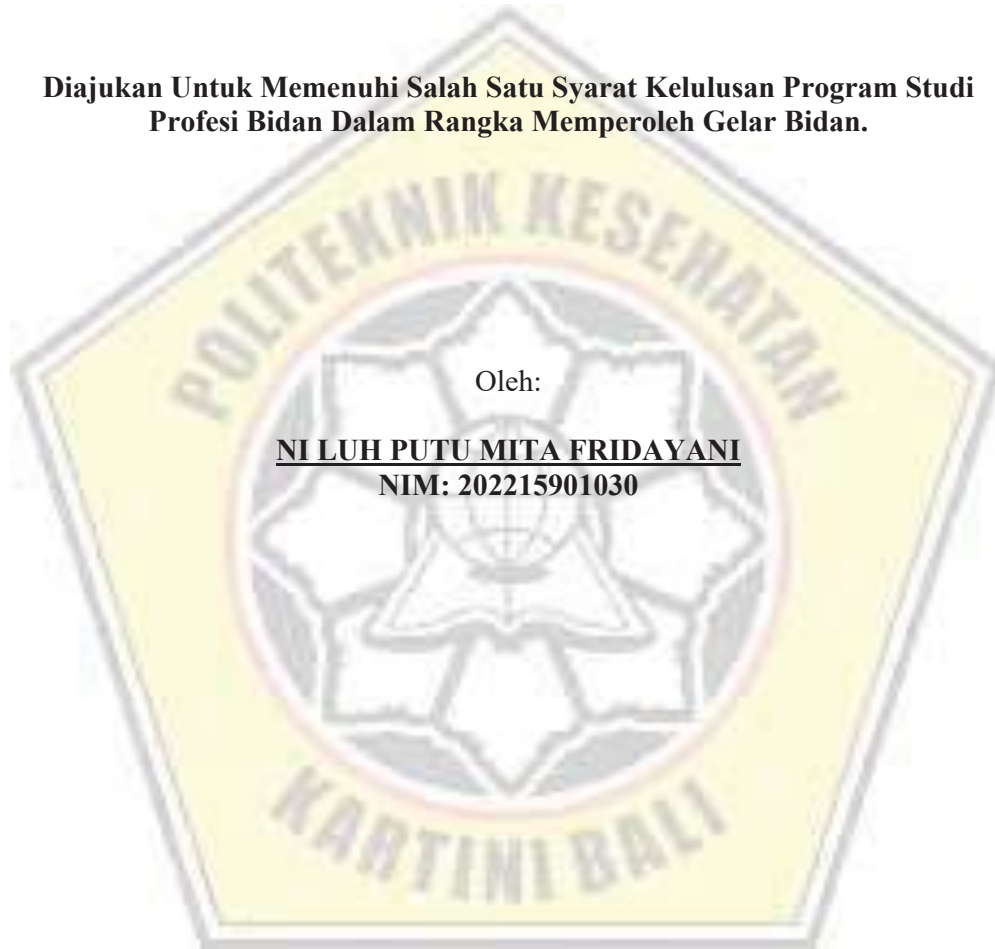 Diajukan Untuk Memenuhi Salah Satu Syarat Kelulusan Program Studi
Profesi Bidan Dalam Rangka Memperoleh Gelar Bidan.
POLITEKNIK KESEHATAN
Oleh:
NI LUH PUTU MITA FRIDAYANI
NIM: 202215901030
KARTINI BALI